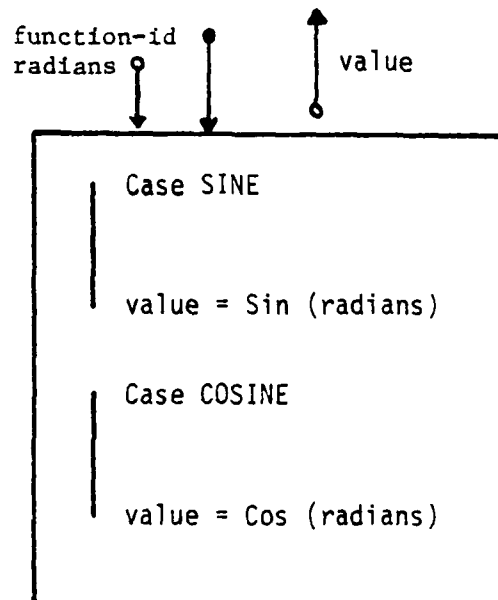 function-id
radians
value
Case SINE
value = Sin (radians)
Case COSINE
value = Cos (radians)